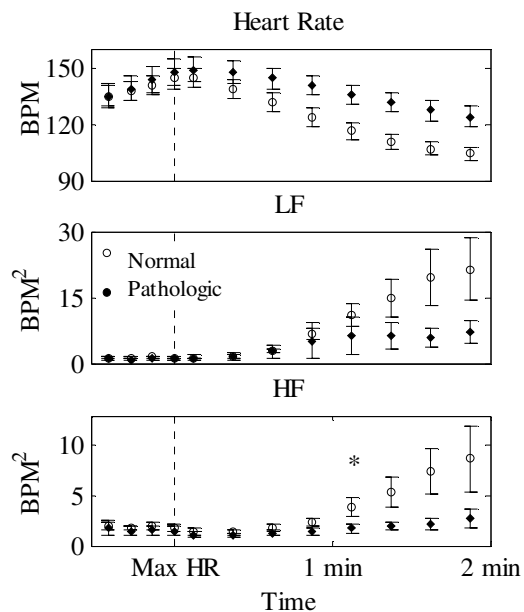 Heart Rate
BPM
150
120
90
LF
BPM²
30
15
0
Normal
Pathologic
HF
BPM²
10
5
0
*
Max HR
1 min
2 min
Time